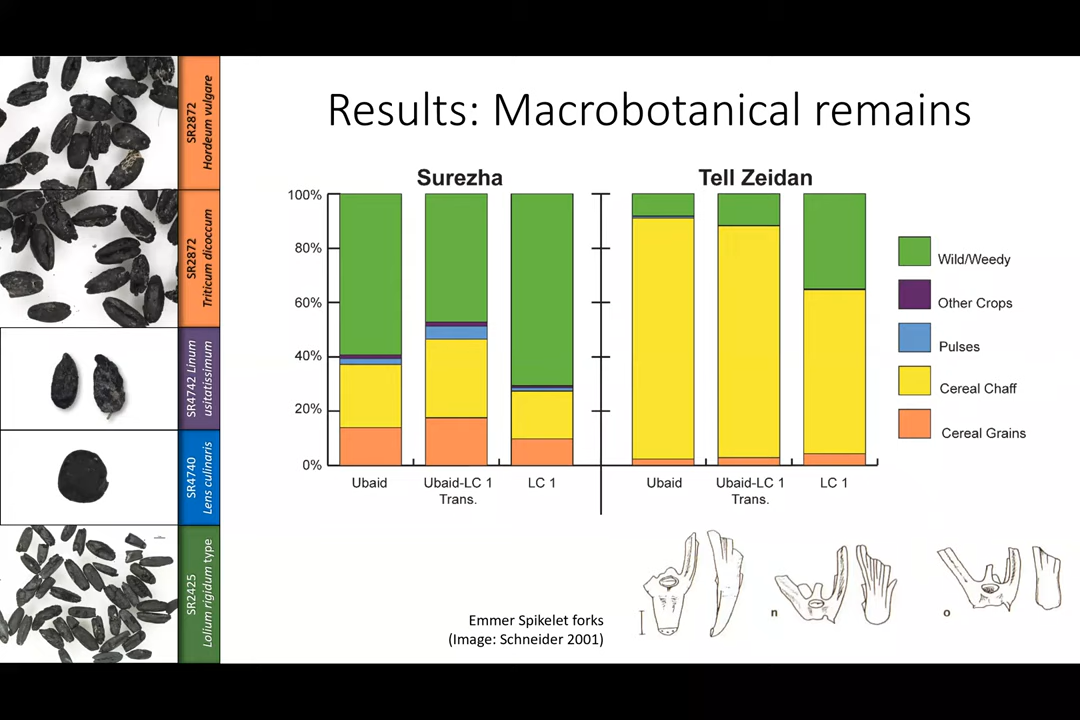 SR2872
Hordeum vulgare
SR2872
Triticum dicoccum
SR4742 Linum
usitatissimum
SR4740
Lens culinaris
SR2425
Lolium rigidum type
Results: Macrobotanical remains
Surezha
Tell Zeidan
100%
80%
60%
40%
20%
0%
Ubaid
Ubaid-LC 1
Trans.
LC 1
Ubaid
Ubaid-LC 1
Trans.
LC 1
Wild/Weedy
Other Crops
Pulses
Cereal Chaff
Cereal Grains
Emmer Spikelet forks
(Image: Schneider 2001)
n
o